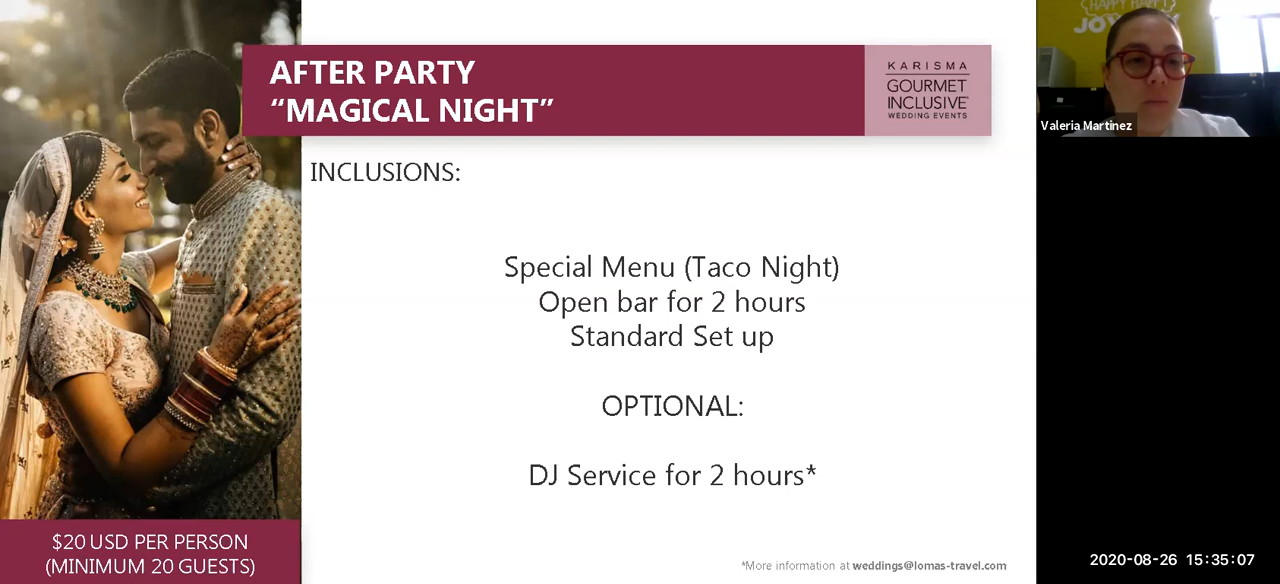 AFTER PARTY
“MAGICAL NIGHT”
KARISMA
GOURMET
INCLUSIVE
WEDDING EVENTS
INCLUSIONS:
Special Menu (Taco Night)
Open bar for 2 hours
Standard Set up
OPTIONAL:
DJ Service for 2 hours*
$20 USD PER PERSON
(MINIMUM 20 GUESTS)
*More information at weddings@lomas-travel.com
HAPPY HAPPY
Valeria Martinez
2020-08-26 15:35:07